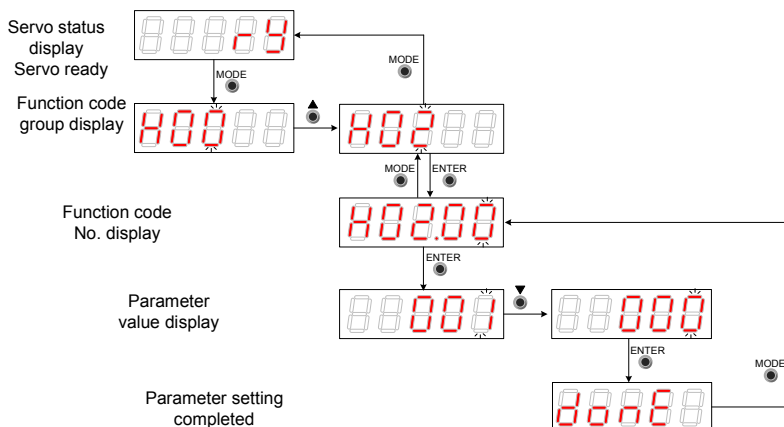 Servo status
display
Servo ready
ry
MODE
MODE
Function code
group display
H00
▲
H02
MODE
ENTER
Function code
No. display
H02.00
ENTER
Parameter
value display
001
▼
000
ENTER
MODE
Parameter setting
completed
donE